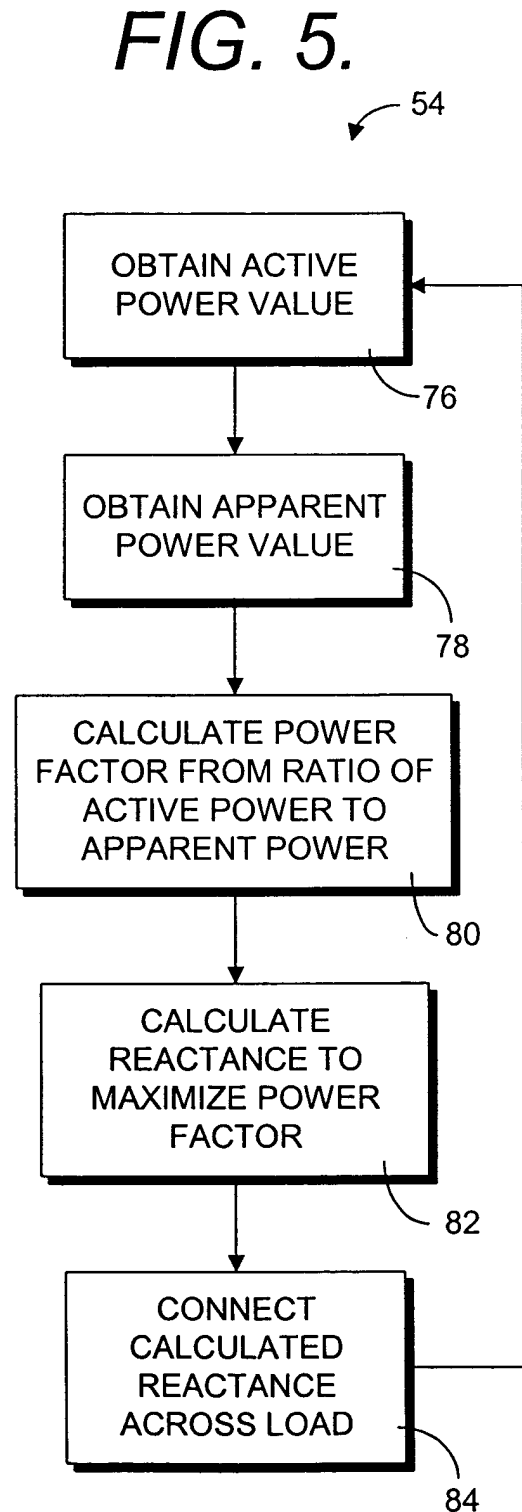 FIG. 5.
54
OBTAIN ACTIVE
POWER VALUE
76
OBTAIN APPARENT
POWER VALUE
78
CALCULATE POWER
FACTOR FROM RATIO OF
ACTIVE POWER TO
APPARENT POWER
80
CALCULATE
REACTANCE TO
MAXIMIZE POWER
FACTOR
82
CONNECT
CALCULATED
REACTANCE
ACROSS LOAD
84